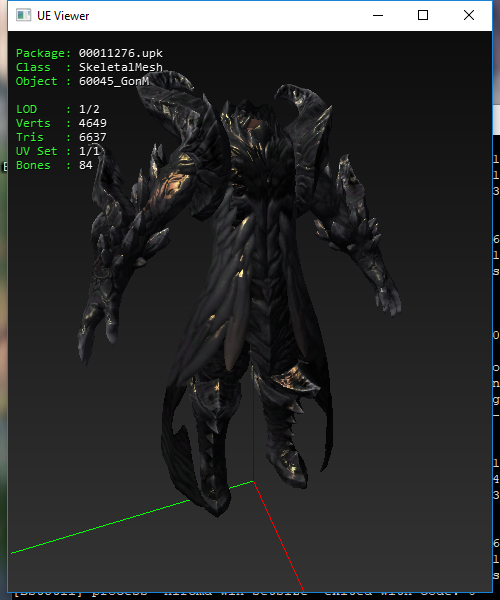 UE Viewer
Package: 00011276.upk
Class : SkeletalMesh
Object : 60045_GonM
LOD : 1/2
Verts : 4649
Tris : 6637
UV Set : 1/1
Bones : 84